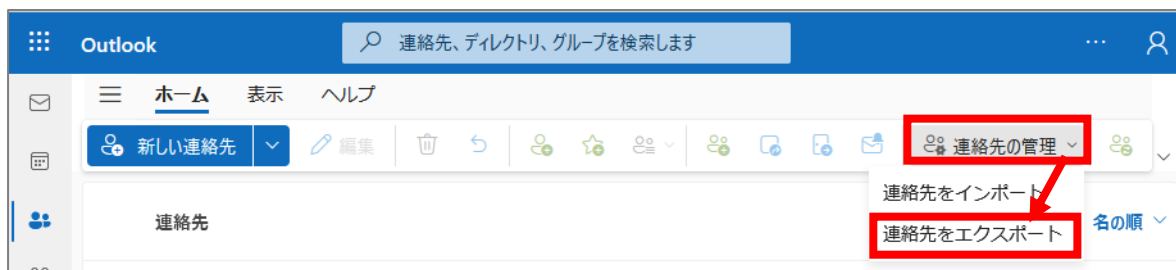 Outlook
連絡先、ディレクトリ、グループを検索します
ホーム 表示 ヘルプ
新しい連絡先 編集 連絡先の管理
連絡先をインポート
連絡先 連絡先をエクスポート 名の順